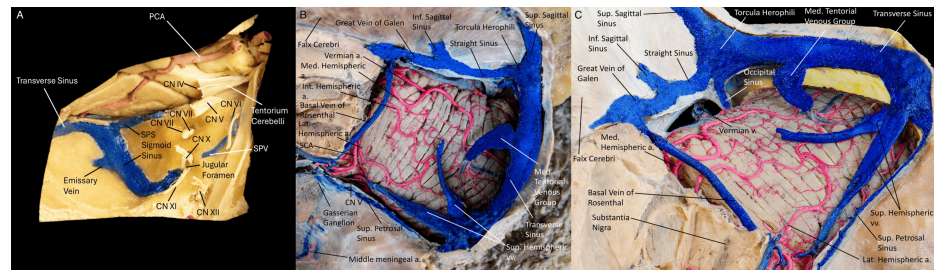 A
PCA
CN IV
Transverse Sinus
CN VI
CN V
Tentorium
Cerebelli
CN VII
CN VII
SPS
CN X
Sigmoid
Sinus
SPV
Jugular
Foramen
Emissary
Vein
CN XI
CN XII
B
Great Vein of Galen
Inf. Sagittal
Sinus
Torcula Herophili
Sup. Sagittal
Sinus
Straight Sinus
Falx Cerebri
Vermian a.
Med. Hemispheric
a.
Int. Hemispheric
a.
Basal Vein of
Rosenthal
Lat.
Hemispheric a.
SCA
CN V
Gasserian
Ganglion
Sup. Petrosal
Sinus
Middle meningeal a.
Med.
Tentorial
Venous
Group
Transverse
Sinus
Sup. Hemispheric
vv.
C
Sup. Sagittal
Sinus
Torcula Herophili
Med. Tentorial
Venous Group
Transverse Sinus
Inf. Sagittal
Sinus
Straight Sinus
Great Vein of
Galen
Occipital
Sinus
Vermian v.
Med.
Hemispheric a.
Falx Cerebri
Basal Vein of
Rosenthal
Substantia
Nigra
Sup. Hemispheric
vv.
Sup. Petrosal
Sinus
Lat. Hemispheric a.